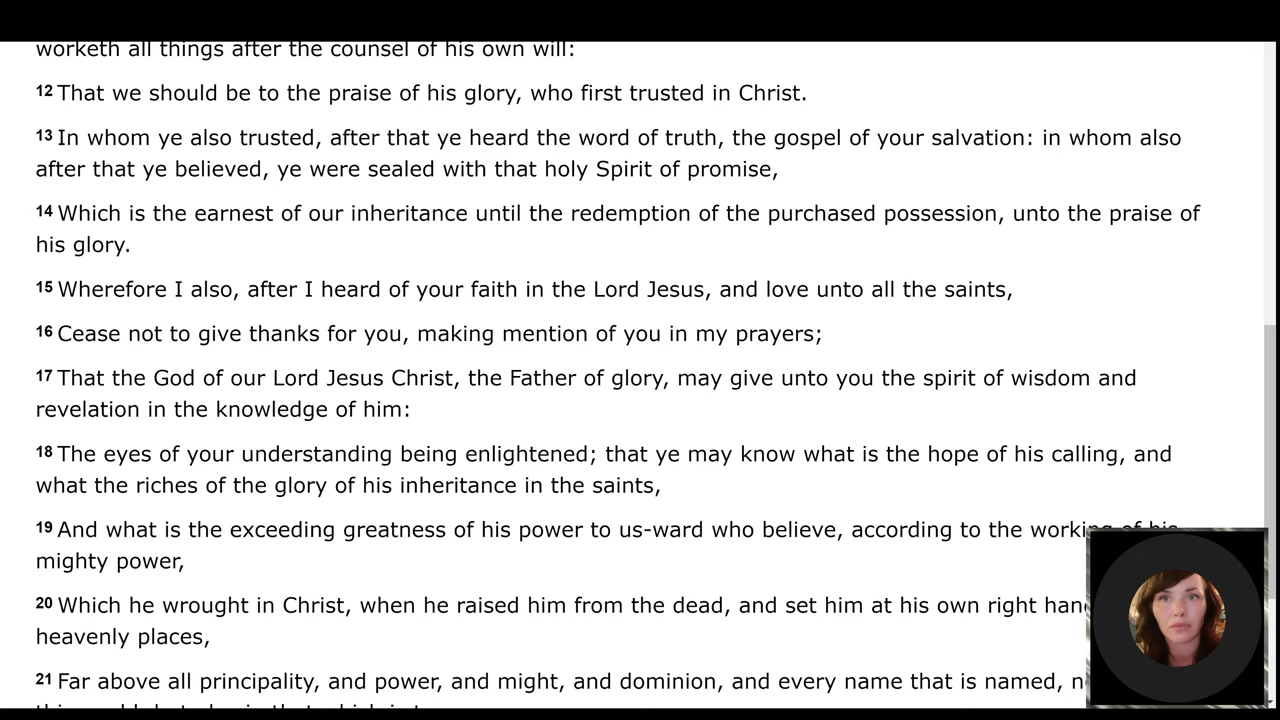 worketh all things after the counsel of his own will:
12 That we should be to the praise of his glory, who first trusted in Christ.
13 In whom ye also trusted, after that ye heard the word of truth, the gospel of your salvation: in whom also
after that ye believed, ye were sealed with that holy Spirit of promise,
14 Which is the earnest of our inheritance until the redemption of the purchased possession, unto the praise of
his glory.
15 Wherefore I also, after I heard of your faith in the Lord Jesus, and love unto all the saints,
16 Cease not to give thanks for you, making mention of you in my prayers;
17 That the God of our Lord Jesus Christ, the Father of glory, may give unto you the spirit of wisdom and
revelation in the knowledge of him:
18 The eyes of your understanding being enlightened; that ye may know what is the hope of his calling, and
what the riches of the glory of his inheritance in the saints,
19 And what is the exceeding greatness of his power to us-ward who believe, according to the working of his
mighty power,
20 Which he wrought in Christ, when he raised him from the dead, and set him at his own right
heavenly places,
21 Far above all principality, and power, and might, and dominion, and every name that is named,